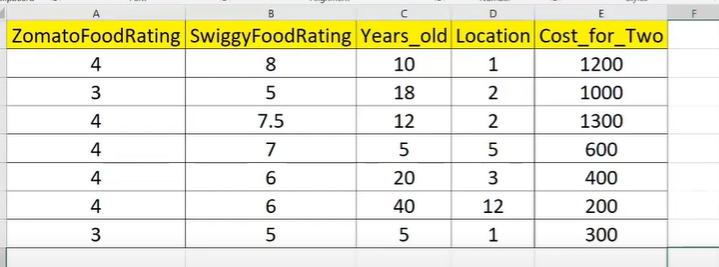 A B C D E F
ZomatoFoodRating SwiggyFoodRating Years_old Location Cost_for_Two
4 8 10 1 1200
3 5 18 2 1000
4 7.5 12 2 1300
4 7 5 5 600
4 6 20 3 400
4 6 40 12 200
3 5 5 1 300